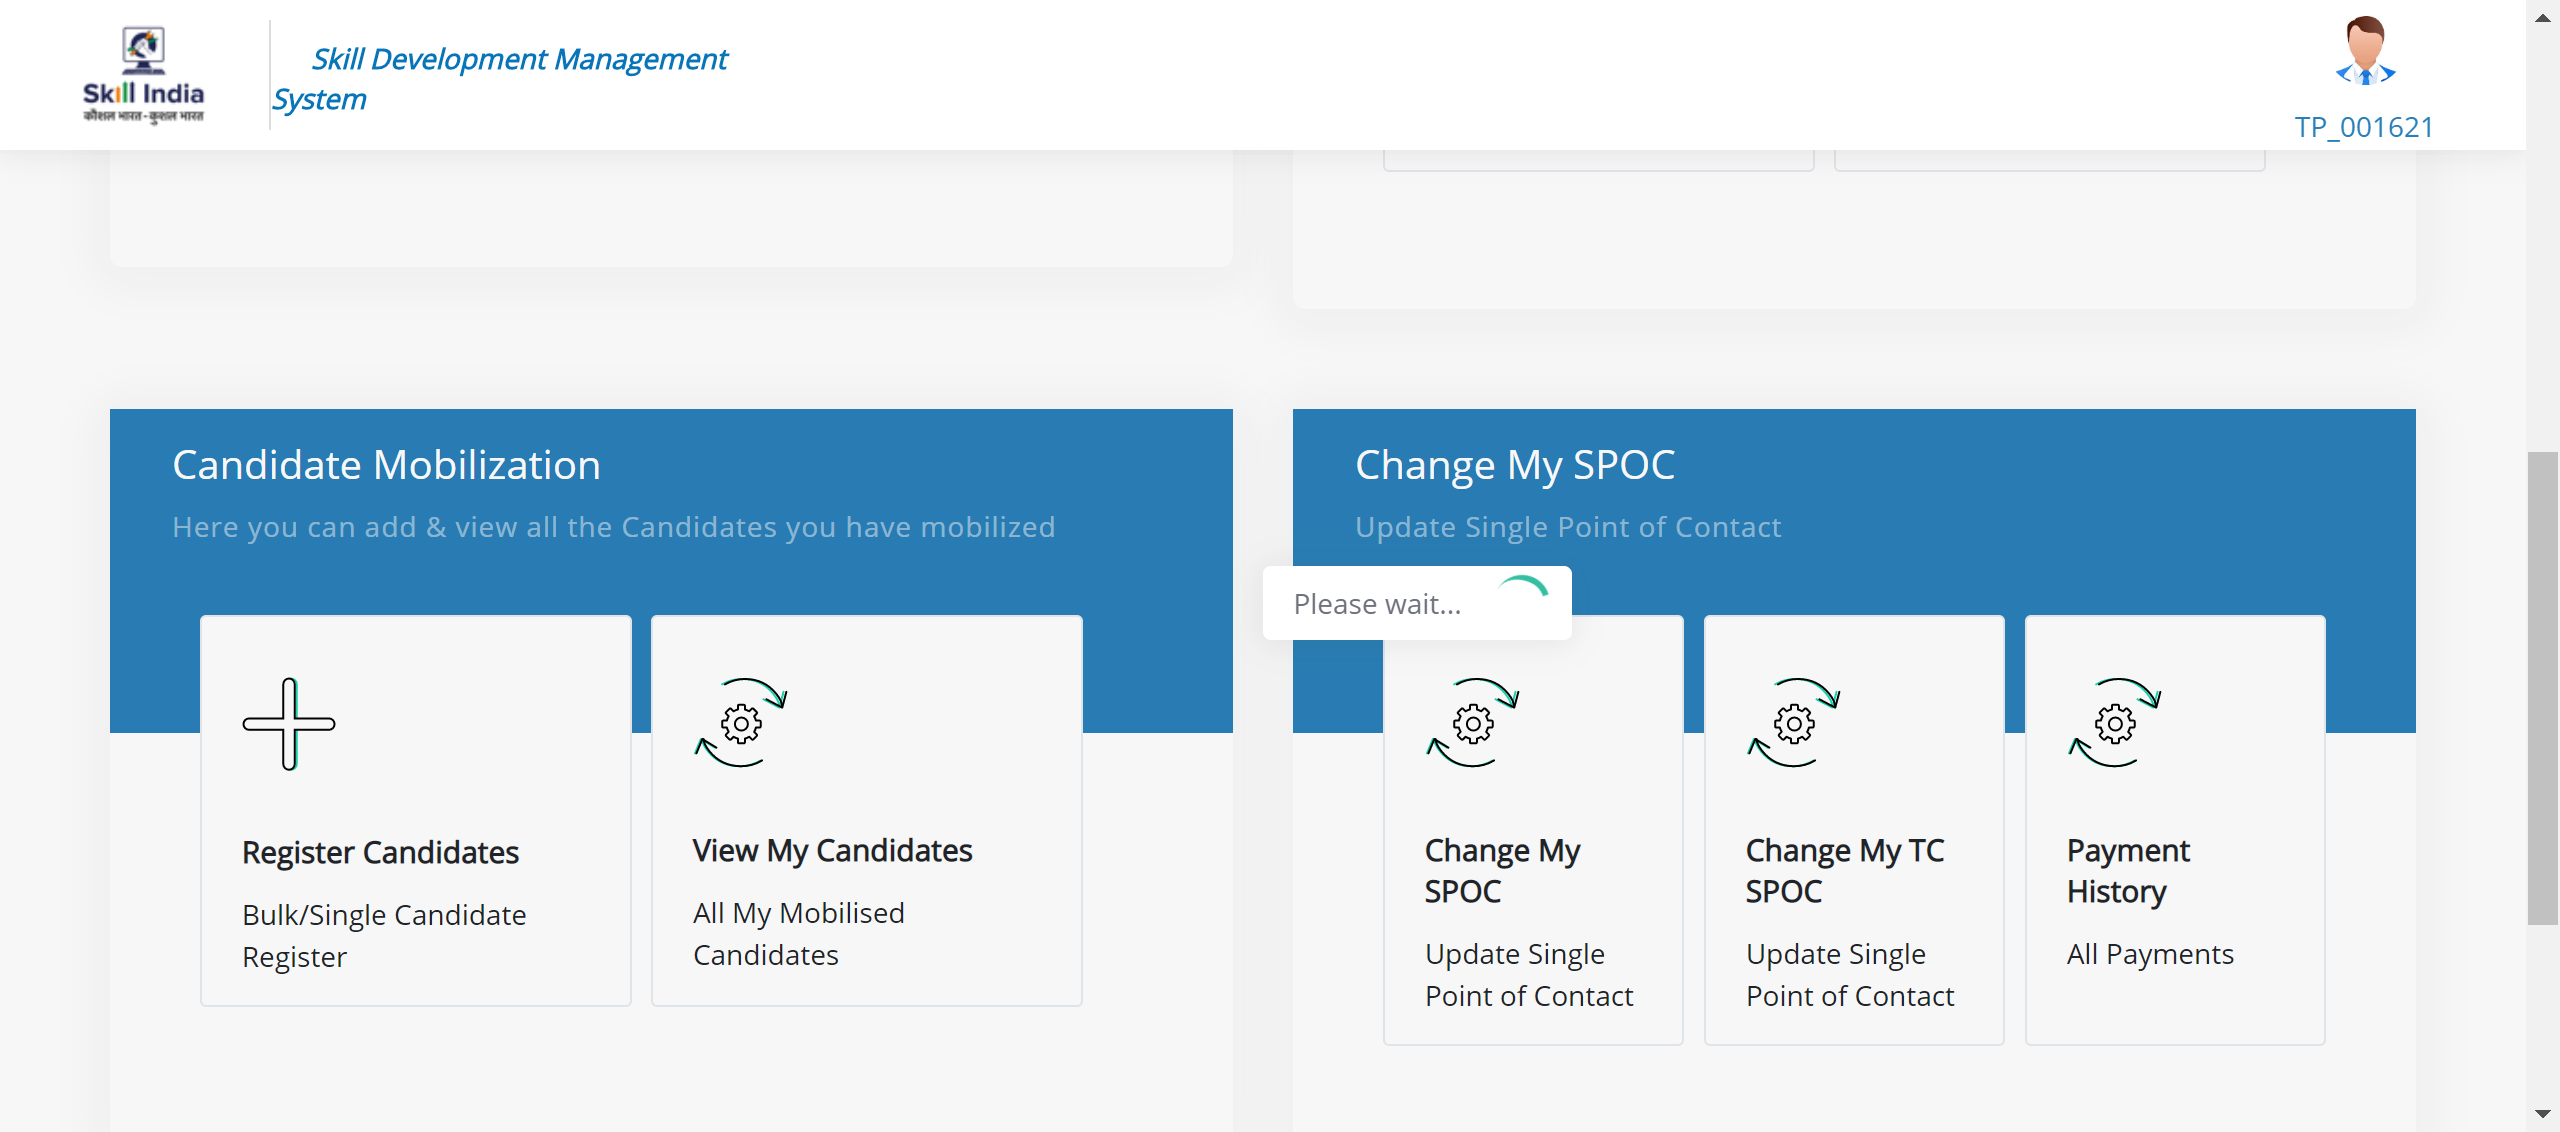 Skill India
कौशल भारत - कुशल भारत
Skill Development Management
System
TP_001621
Candidate Mobilization
Here you can add & view all the Candidates you have mobilized
Register Candidates
Bulk/Single Candidate
Register
View My Candidates
All My Mobilised
Candidates
Change My SPOC
Update Single Point of Contact
Please wait...
Change My
SPOC
Update Single
Point of Contact
Change My TC
SPOC
Update Single
Point of Contact
Payment
History
All Payments